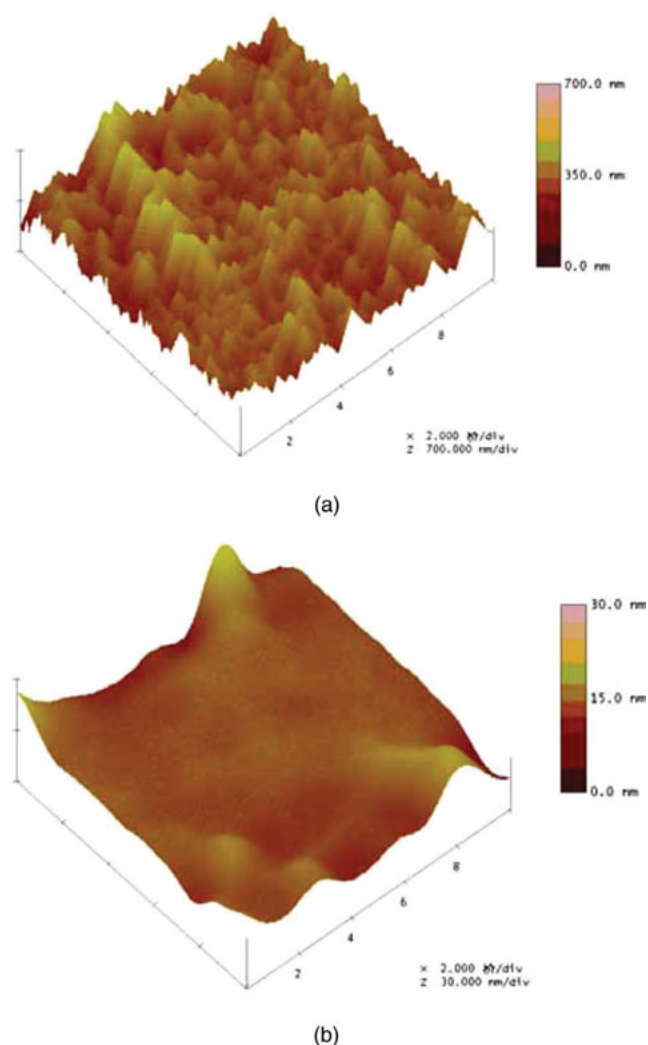 700.0 nm
350.0 nm
0.0 nm
8
6
4
2
X 2.000 /div
Z 700.000 nm/div
(a)
30.0 nm
15.0 nm
0.0 nm
8
6
4
2
X 2.000 /div
Z 30.000 nm/div
(b)